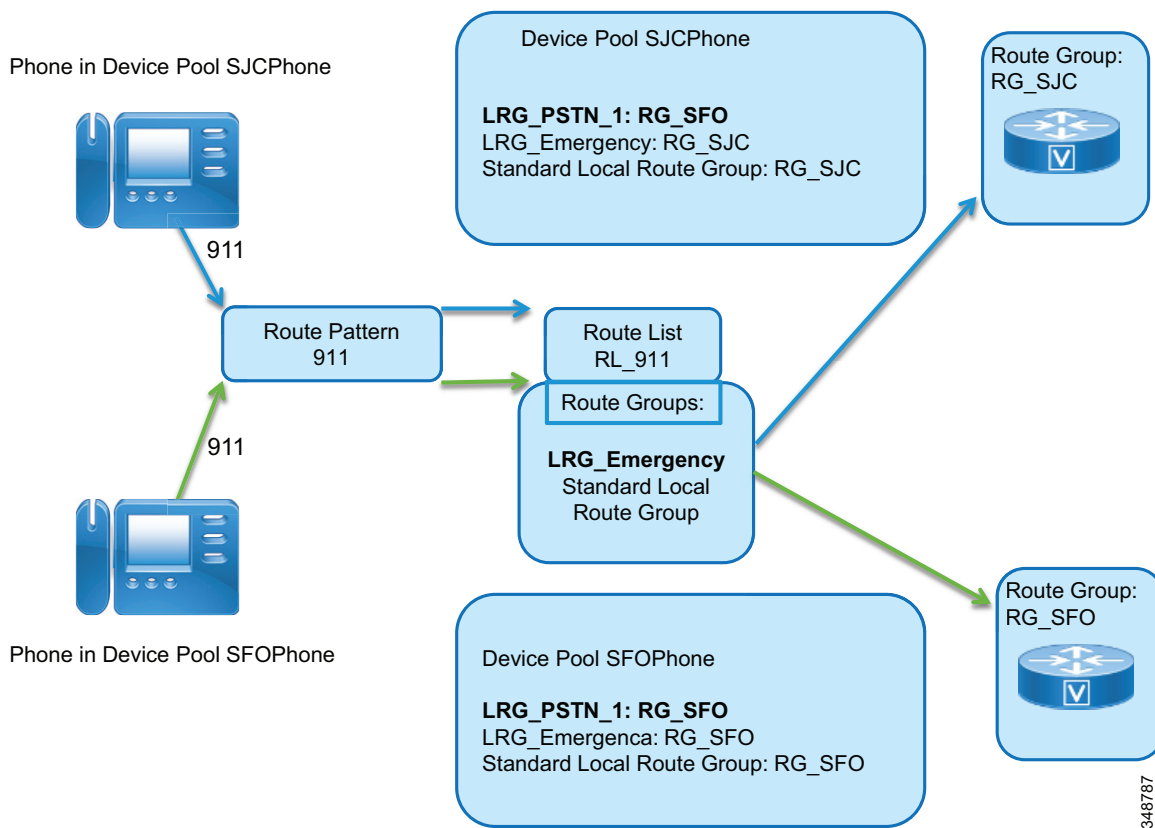 Phone in Device Pool SJCPhone
Device Pool SJCPhone
LRG_PSTN_1: RG_SFO
LRG_Emergency: RG_SJC
Standard Local Route Group: RG_SJC
Route Group:
RG_SJC
V
911
Route Pattern
911
Route List
RL_911
Route Groups:
LRG_Emergency
Standard Local
Route Group
911
Phone in Device Pool SFOPhone
Device Pool SFOPhone
LRG_PSTN_1: RG_SFO
LRG_Emergenca: RG_SFO
Standard Local Route Group: RG_SFO
Route Group:
RG_SFO
V
348787